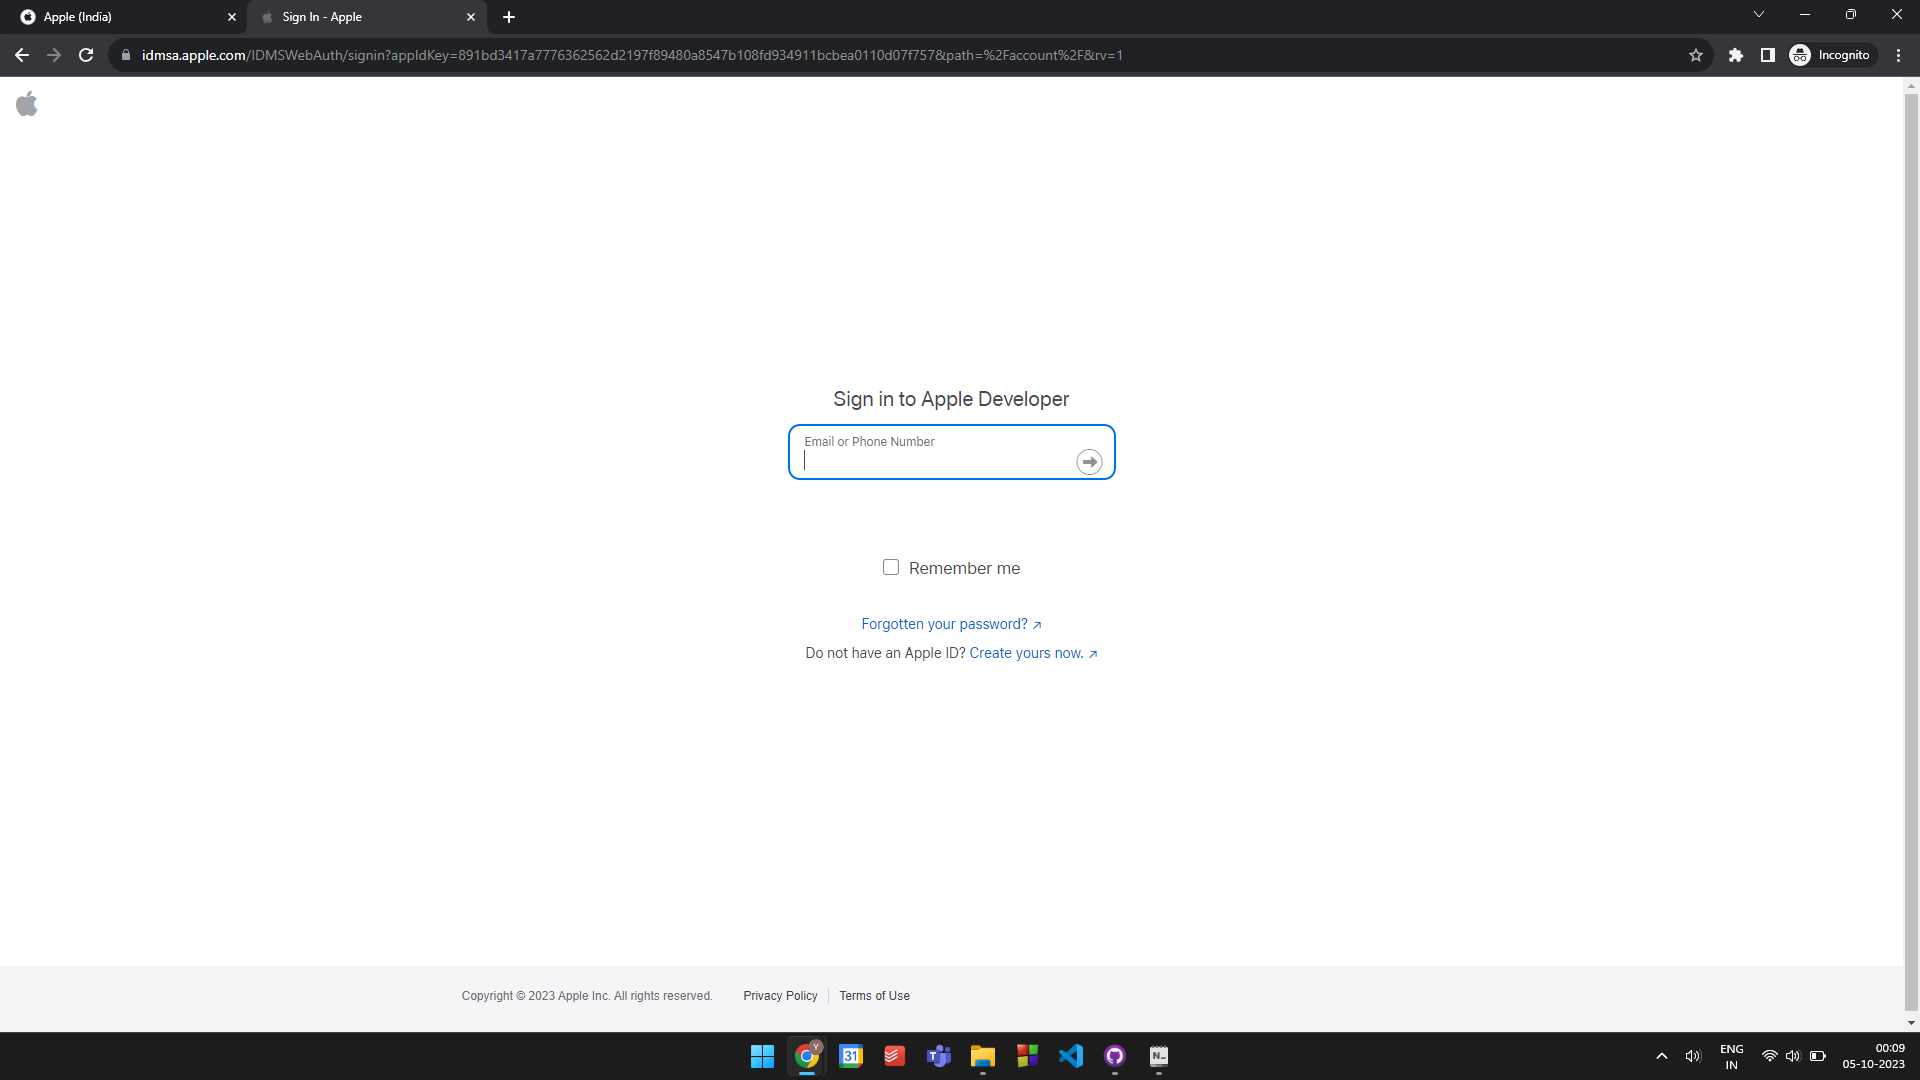 Apple (India)
Sign In - Apple
idmsa.apple.com/IDMSWebAuth/signin?appIdKey=891bd3417a7776362562d2197f89480a8547b108fd934911bcbea0110d07f757&path=%2Faccount%2F&rv=1
Incognito
Sign in to Apple Developer
Email or Phone Number
Remember me
Forgotten your password? ↗
Do not have an Apple ID? Create yours now. ↗
Copyright © 2023 Apple Inc. All rights reserved.
Privacy Policy
Terms of Use
Y
31
T
N
ENG
IN
00:09
05-10-2023